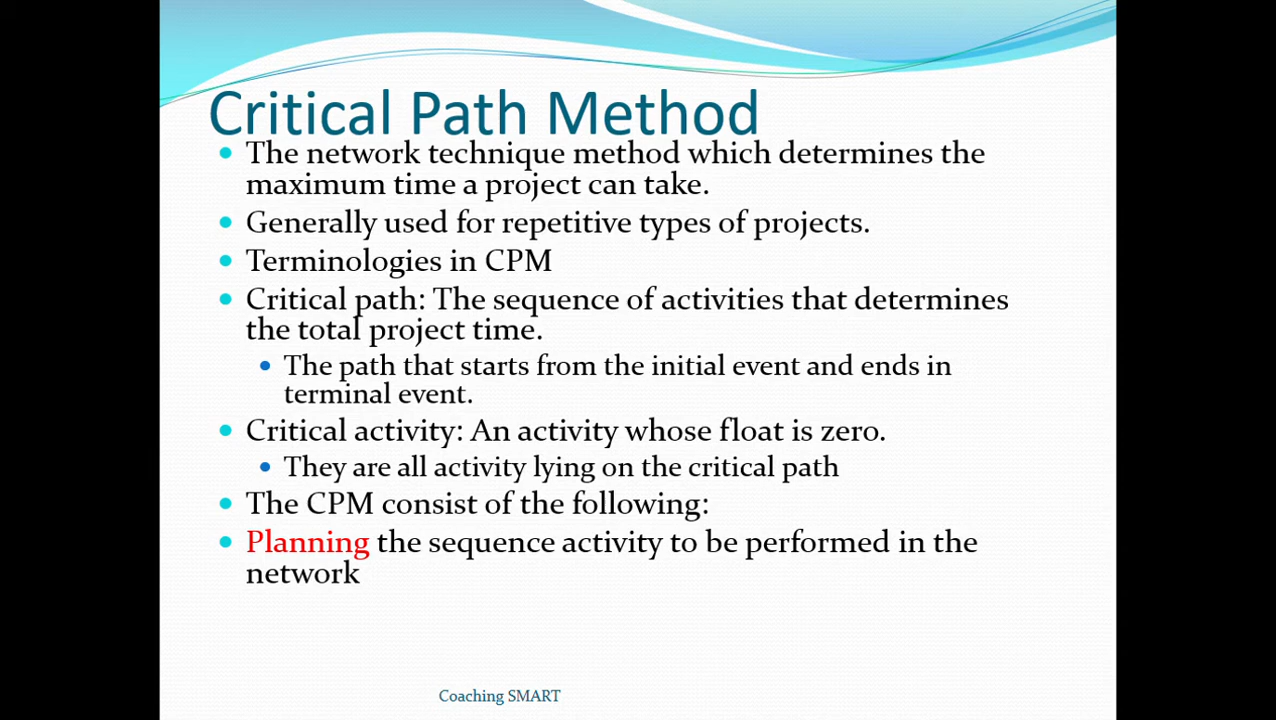 Critical Path Method
• The network technique method which determines the
maximum time a project can take.
• Generally used for repetitive types of projects.
• Terminologies in CPM
• Critical path: The sequence of activities that determines
the total project time.
• The path that starts from the initial event and ends in
terminal event.
• Critical activity: An activity whose float is zero.
• They are all activity lying on the critical path
• The CPM consist of the following:
• Planning the sequence activity to be performed in the
network
Coaching SMART